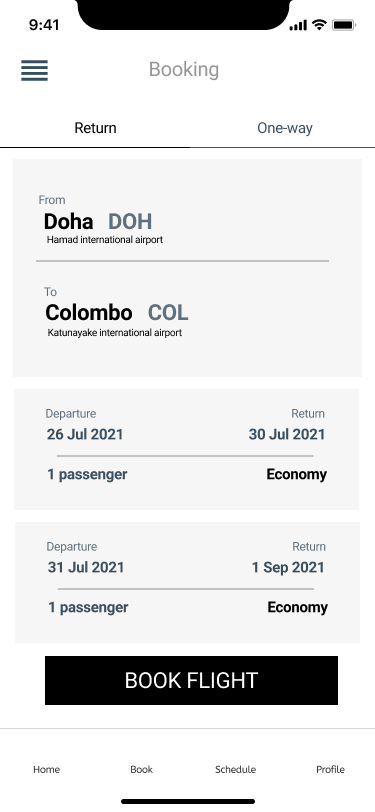 9:41
Booking
Return One-way
From
Doha DOH
Hamad international airport
To
Colombo COL
Katunayake international airport
Departure Return
26 Jul 2021 30 Jul 2021
1 passenger Economy
Departure Return
31 Jul 2021 1 Sep 2021
1 passenger Economy
BOOK FLIGHT
Home Book Schedule Profile